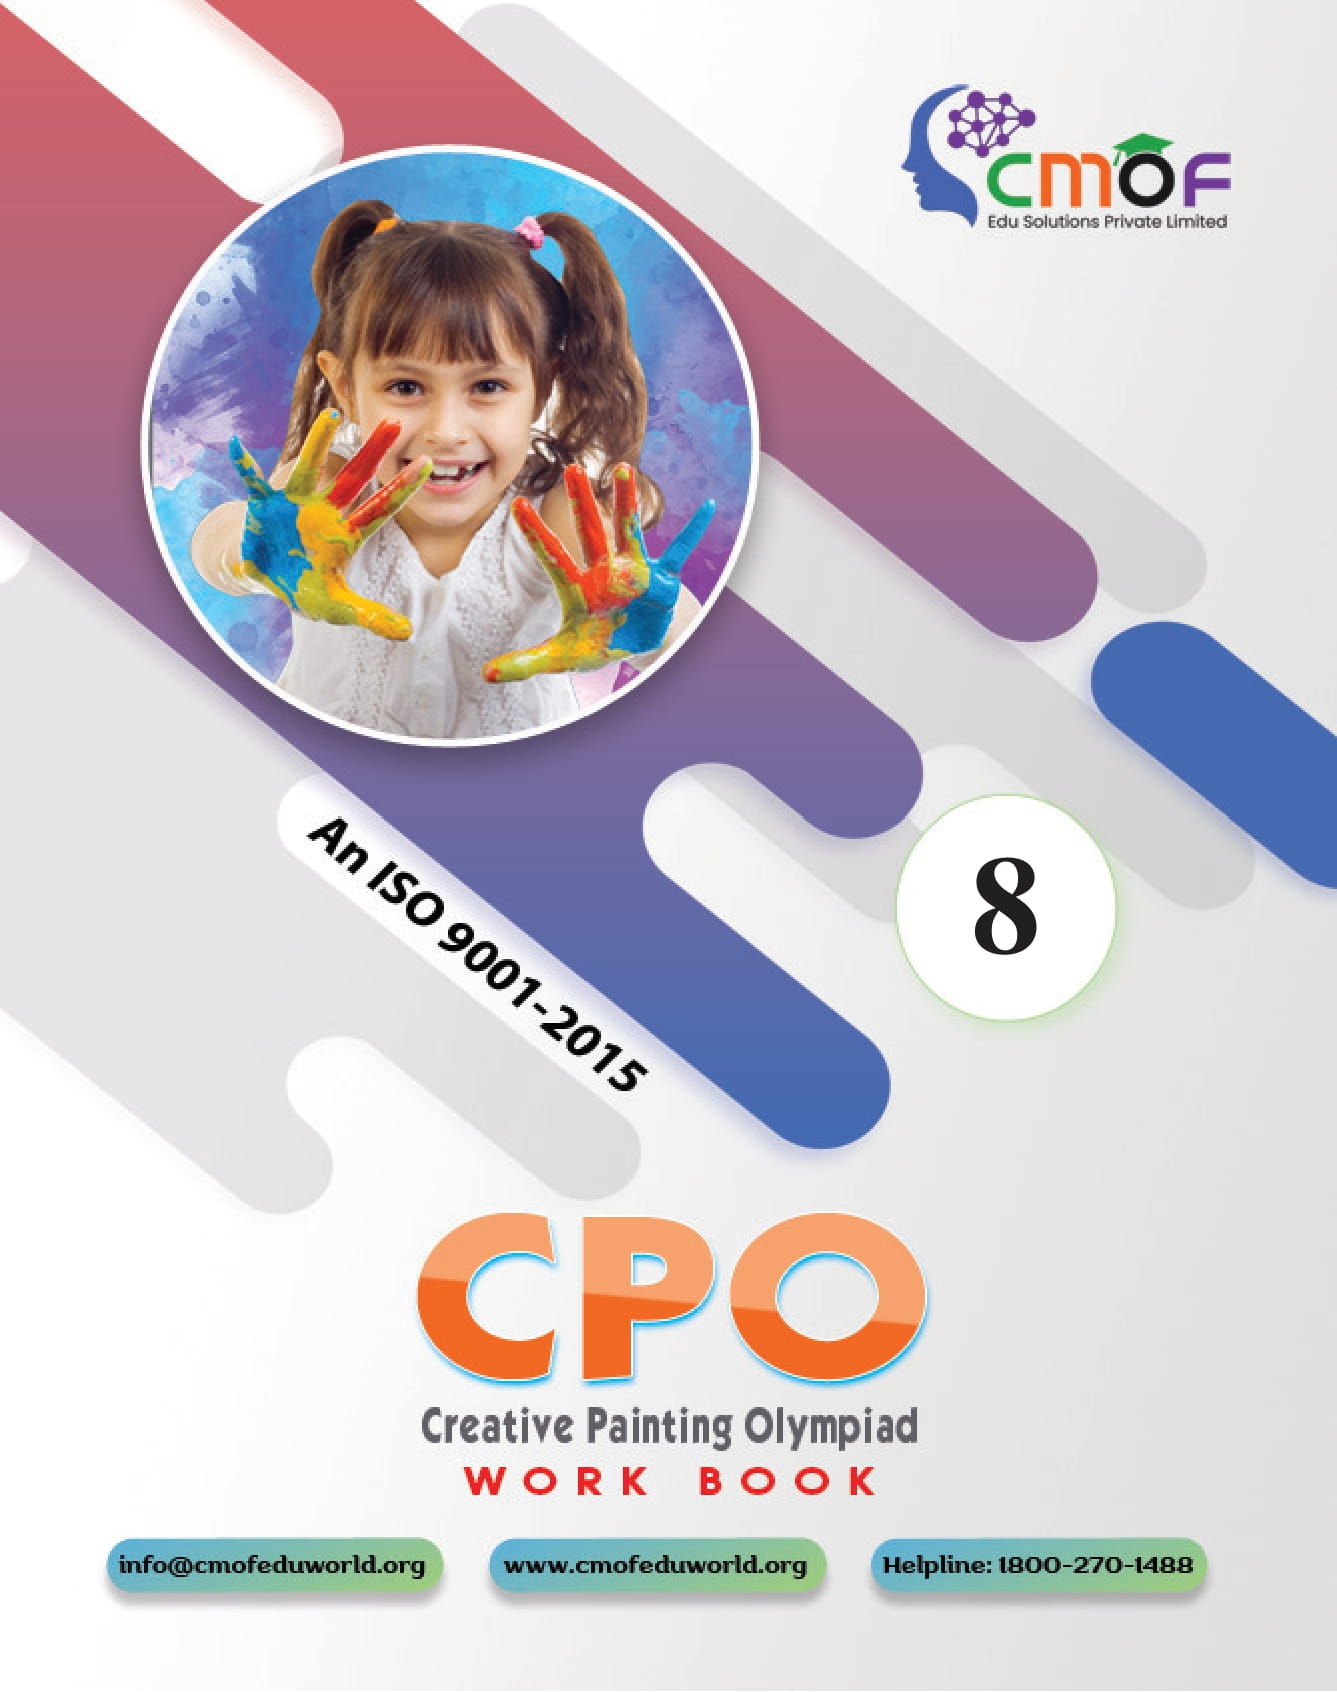 CMOF
Edu Solutions Private Limited
8
An ISO 9001-2015
CPO
Creative Painting Olympiad
WORK BOOK
info@cmofeduworld.org
www.cmofeduworld.org
Helpline: 1800-270-1488